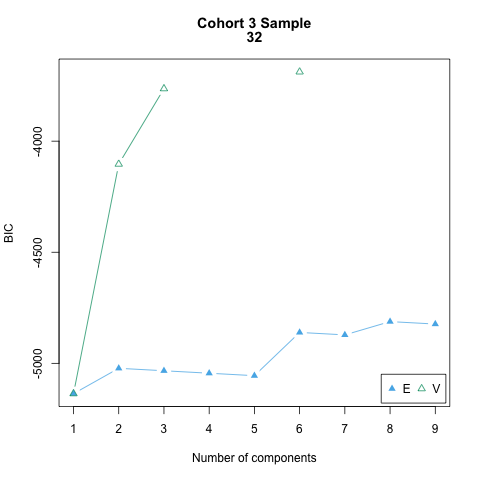 Cohort 3 Sample
32
BIC
-4000
-4500
-5000
E V
1 2 3 4 5 6 7 8 9
Number of components